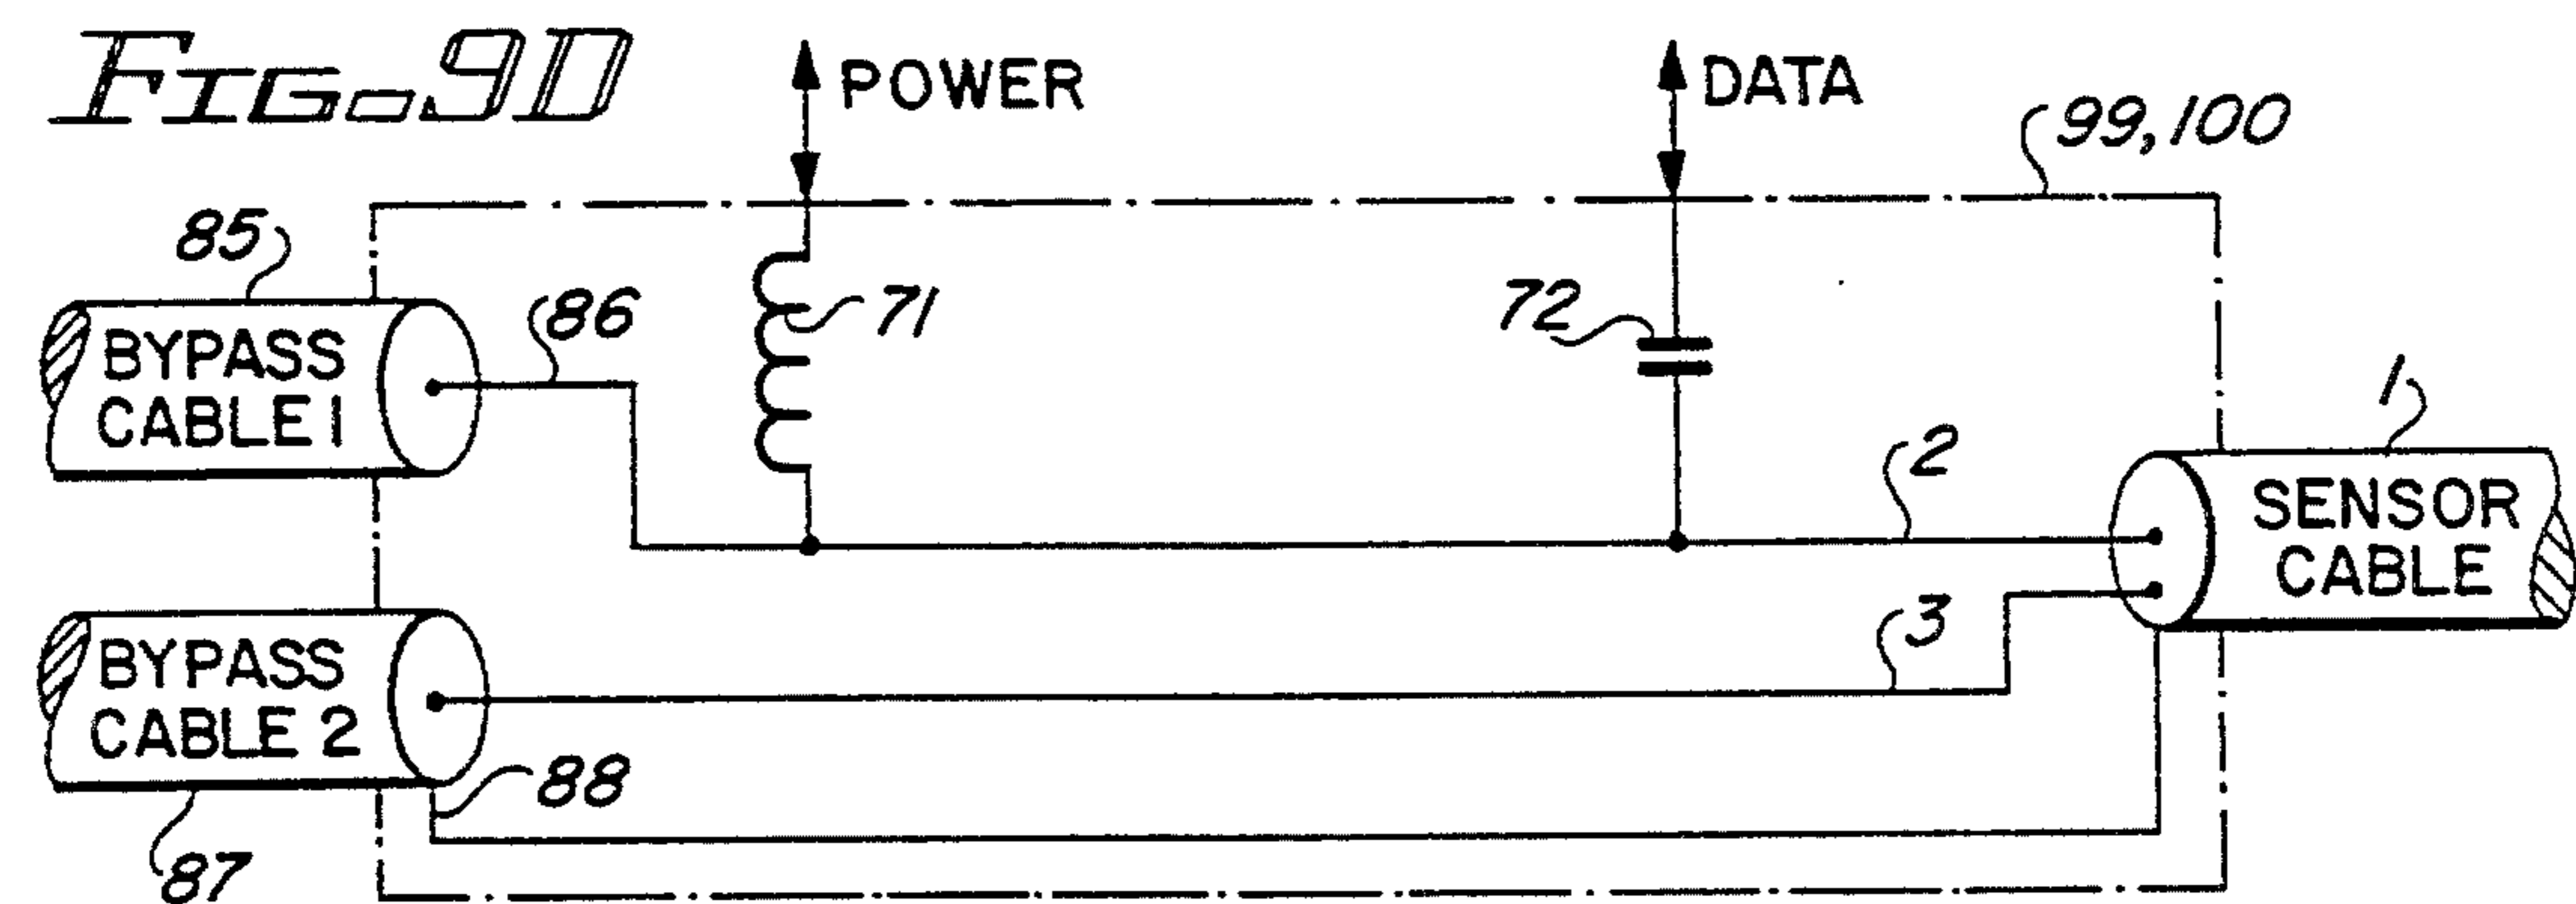 FIG. 9D
POWER
DATA
99, 100
85
86
71
72
1
BYPASS
CABLE 1
2
SENSOR
CABLE
3
BYPASS
CABLE 2
88
87